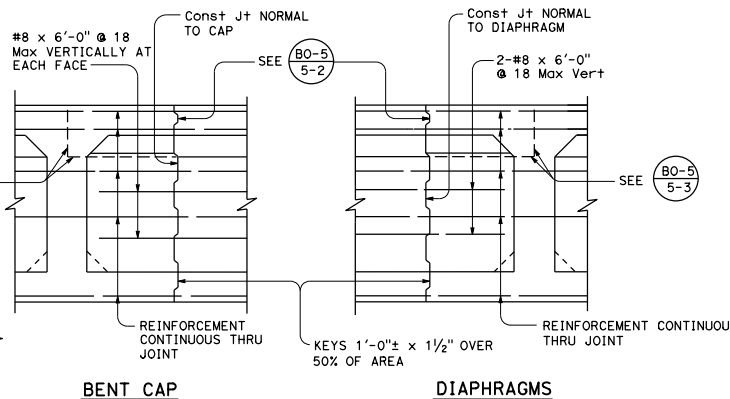 #8 x 6'-0" @ 18
Max VERTICALLY AT
EACH FACE
Const Jt NORMAL
TO CAP
SEE
BO-5
5-2
Const Jt NORMAL
TO DIAPHRAGM
2-#8 x 6'-0"
@ 18 Max Vert
SEE
BO-5
5-3
REINFORCEMENT
CONTINUOUS THRU
JOINT
KEYS 1'-0"± x 1½" OVER
50% OF AREA
REINFORCEMENT CONTINUOU
THRU JOINT
BENT CAP
DIAPHRAGMS